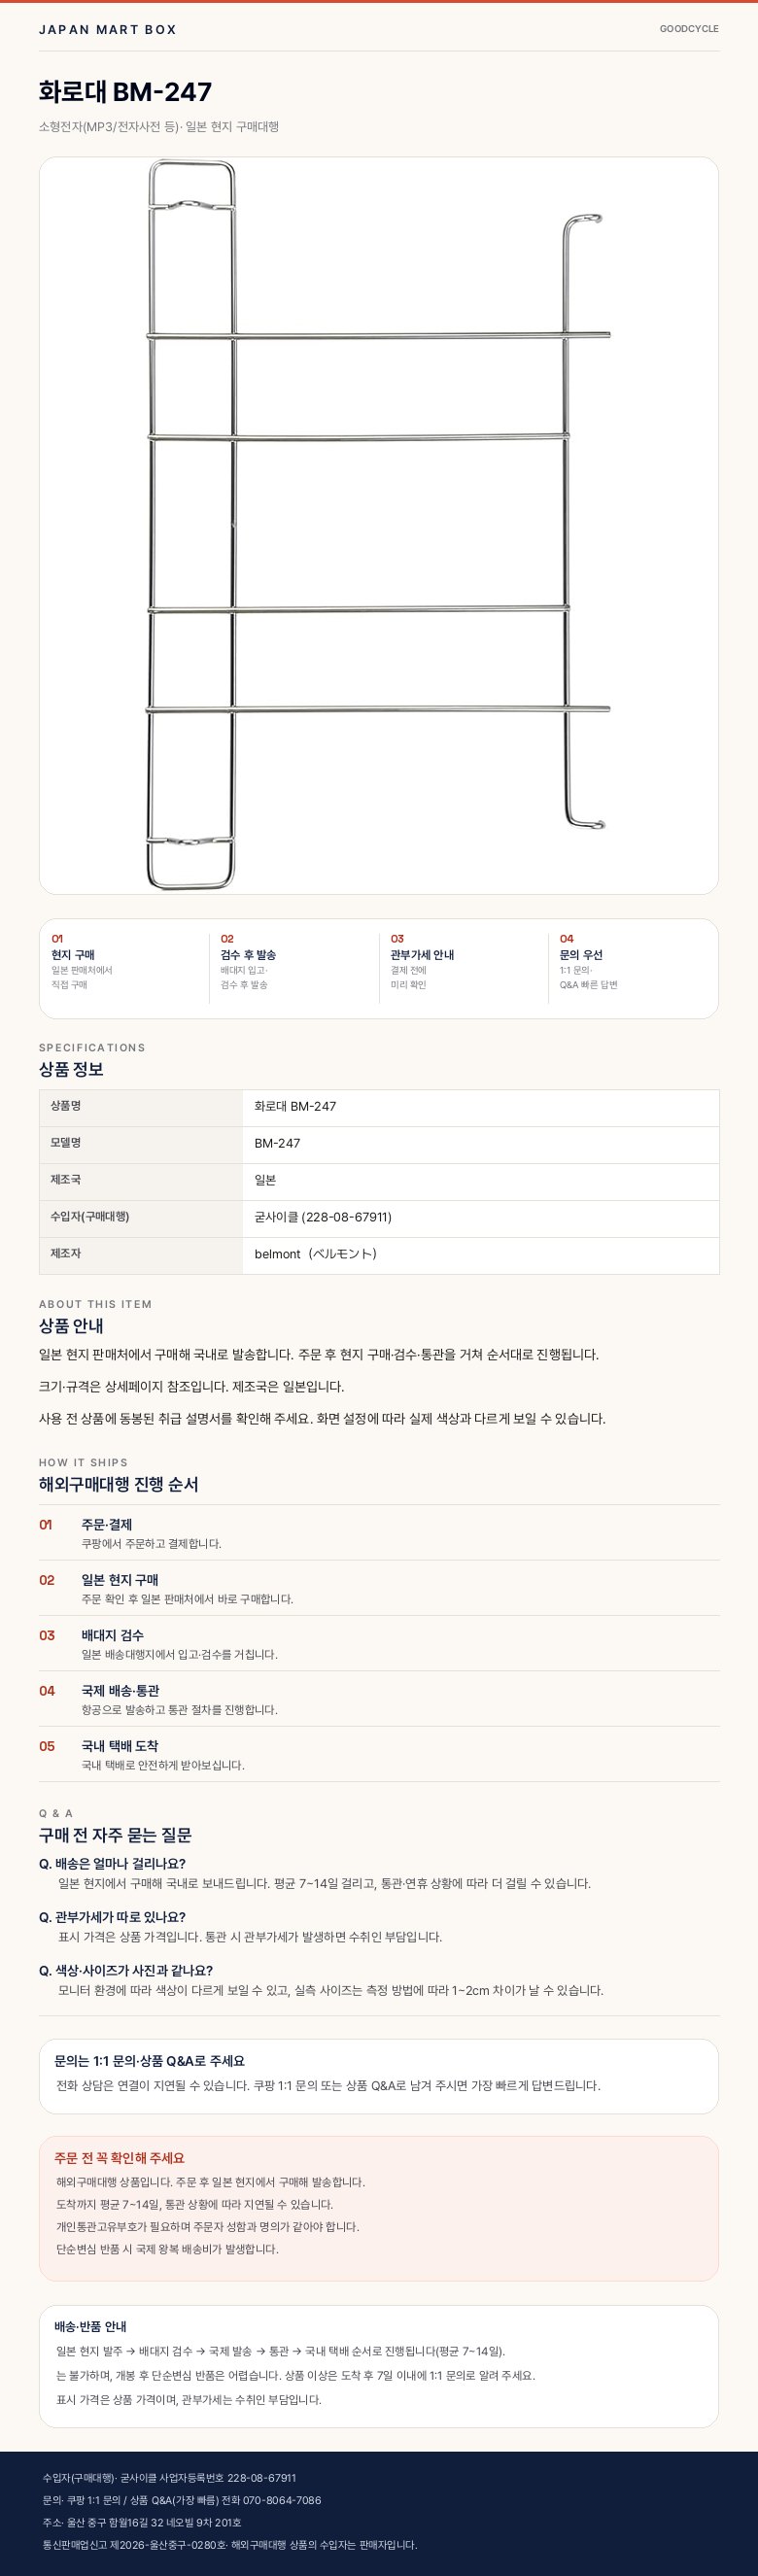 JAPAN MART BOX
GOODCYCLE
화로대 BM-247
소형전자(MP3/전자사전 등)· 일본 현지 구매대행
01
현지 구매
일본 판매처에서
직접 구매
02
검수 후 발송
배대지 입고·
검수 후 발송
03
관부가세 안내
결제 전에
미리 확인
04
문의 우선
1:1 문의·
Q&A 빠른 답변
SPECIFICATIONS
상품 정보
상품명 화로대 BM-247
모델명 BM-247
제조국 일본
수입자(구매대행) 굳사이클 (228-08-67911)
제조자 belmont（ベルモント）
ABOUT THIS ITEM
상품 안내
일본 현지 판매처에서 구매해 국내로 발송합니다. 주문 후 현지 구매·검수·통관을 거쳐 순서대로 진행됩니다.
크기·규격은 상세페이지 참조입니다. 제조국은 일본입니다.
사용 전 상품에 동봉된 취급 설명서를 확인해 주세요. 화면 설정에 따라 실제 색상과 다르게 보일 수 있습니다.
HOW IT SHIPS
해외구매대행 진행 순서
01 주문·결제
쿠팡에서 주문하고 결제합니다.
02 일본 현지 구매
주문 확인 후 일본 판매처에서 바로 구매합니다.
03 배대지 검수
일본 배송대행지에서 입고·검수를 거칩니다.
04 국제 배송·통관
항공으로 발송하고 통관 절차를 진행합니다.
05 국내 택배 도착
국내 택배로 안전하게 받아보십니다.
Q & A
구매 전 자주 묻는 질문
Q. 배송은 얼마나 걸리나요?
일본 현지에서 구매해 국내로 보내드립니다. 평균 7~14일 걸리고, 통관·연휴 상황에 따라 더 걸릴 수 있습니다.
Q. 관부가세가 따로 있나요?
표시 가격은 상품 가격입니다. 통관 시 관부가세가 발생하면 수취인 부담입니다.
Q. 색상·사이즈가 사진과 같나요?
모니터 환경에 따라 색상이 다르게 보일 수 있고, 실측 사이즈는 측정 방법에 따라 1~2cm 차이가 날 수 있습니다.
문의는 1:1 문의·상품 Q&A로 주세요
전화 상담은 연결이 지연될 수 있습니다. 쿠팡 1:1 문의 또는 상품 Q&A로 남겨 주시면 가장 빠르게 답변드립니다.
주문 전 꼭 확인해 주세요
해외구매대행 상품입니다. 주문 후 일본 현지에서 구매해 발송합니다.
도착까지 평균 7~14일, 통관 상황에 따라 지연될 수 있습니다.
개인통관고유부호가 필요하며 주문자 성함과 명의가 같아야 합니다.
단순변심 반품 시 국제 왕복 배송비가 발생합니다.
배송·반품 안내
일본 현지 발주 → 배대지 검수 → 국제 발송 → 통관 → 국내 택배 순서로 진행됩니다(평균 7~14일).
는 불가하며, 개봉 후 단순변심 반품은 어렵습니다. 상품 이상은 도착 후 7일 이내에 1:1 문의로 알려 주세요.
표시 가격은 상품 가격이며, 관부가세는 수취인 부담입니다.
수입자(구매대행)· 굳사이클 사업자등록번호 228-08-67911
문의· 쿠팡 1:1 문의 / 상품 Q&A(가장 빠름) 전화 070-8064-7086
주소· 울산 중구 함월16길 32 네오빌 9차 201호
통신판매업신고 제2026-울산중구-0280호· 해외구매대행 상품의 수입자는 판매자입니다.